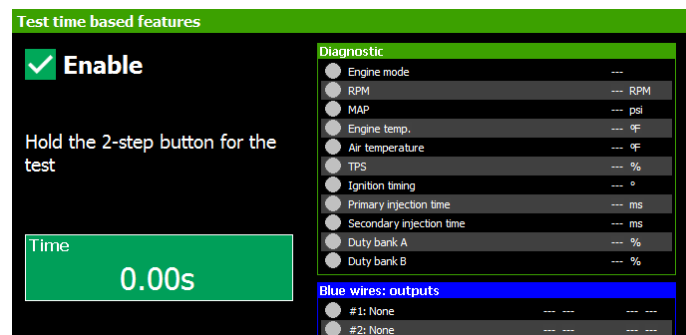 Test time based features
Enable
Hold the 2-step button for the
test
Time
0.00s
Diagnostic
Engine mode ---
RPM --- RPM
MAP --- psi
Engine temp. --- ºF
Air temperature --- ºF
TPS --- %
Ignition timing --- º
Primary injection time --- ms
Secondary injection time --- ms
Duty bank A --- %
Duty bank B --- %
Blue wires: outputs
#1: None --- --- --- ---
#2: None --- --- --- ---